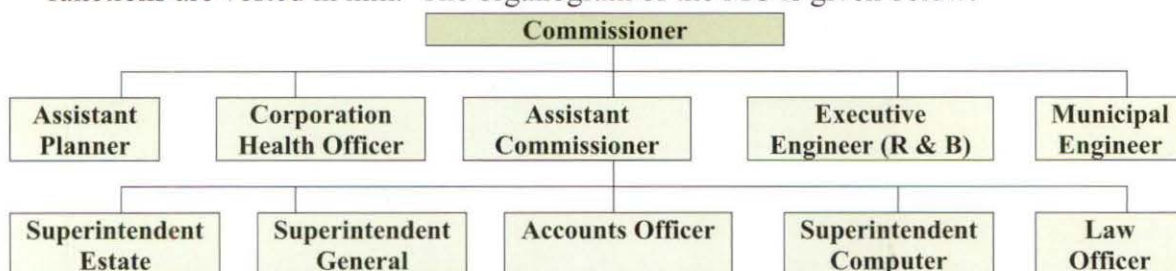 Commissioner
Assistant
Planner
Corporation
Health Officer
Assistant
Commissioner
Executive
Engineer (R & B)
Municipal
Engineer
Superintendent
Estate
Superintendent
General
Accounts Officer
Superintendent
Computer
Law
Officer